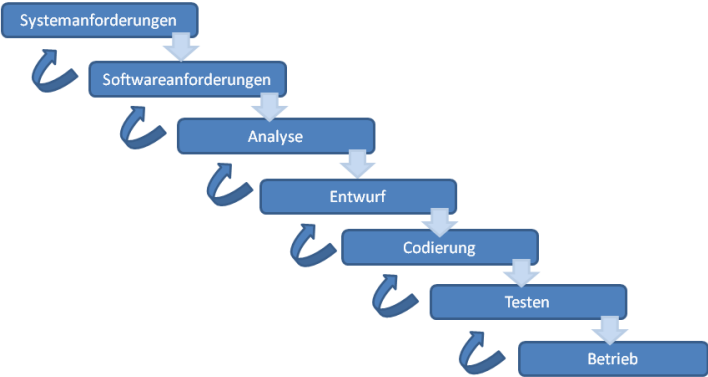 Systemanforderungen
Softwareanforderungen
Analyse
Entwurf
Codierung
Testen
Betrieb